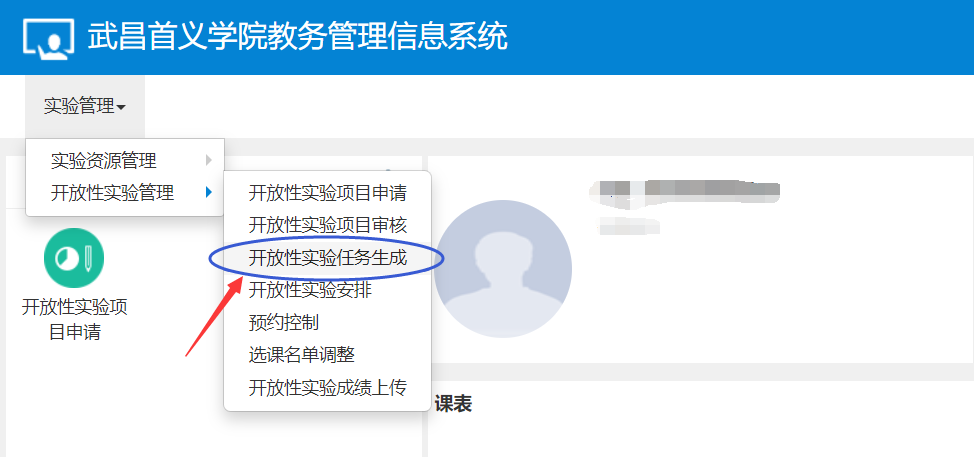 武昌首义学院教务管理信息系统
实验管理
实验资源管理
开放性实验管理
开放性实验项目申请
开放性实验项目审核
开放性实验任务生成
开放性实验安排
预约控制
选课名单调整
开放性实验成绩上传
开放性实验项
目申请
课表